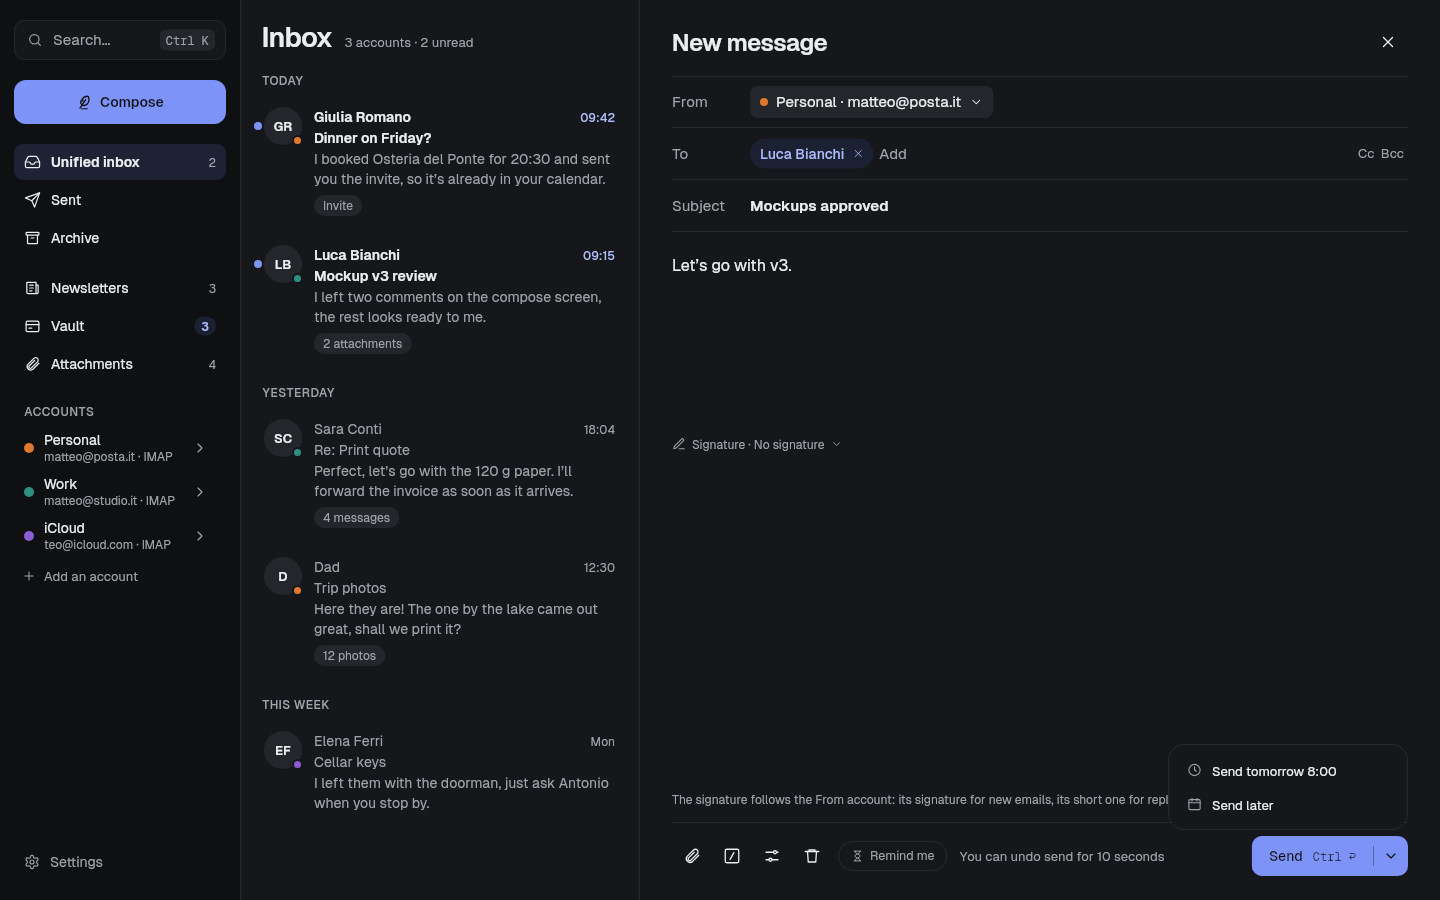 Search...
Ctrl K
Compose
Unified inbox 2
Sent
Archive
Newsletters 3
Vault 3
Attachments 4
ACCOUNTS
Personal
matteo@posta.it · IMAP
Work
matteo@studio.it · IMAP
iCloud
teo@icloud.com · IMAP
Add an account
Settings
Inbox 3 accounts · 2 unread
TODAY
GR
Giulia Romano 09:42
Dinner on Friday?
I booked Osteria del Ponte for 20:30 and sent
you the invite, so it's already in your calendar.
Invite
LB
Luca Bianchi 09:15
Mockup v3 review
I left two comments on the compose screen,
the rest looks ready to me.
2 attachments
YESTERDAY
SC
Sara Conti 18:04
Re: Print quote
Perfect, let's go with the 120 g paper. I'll
forward the invoice as soon as it arrives.
4 messages
D
Dad 12:30
Trip photos
Here they are! The one by the lake came out
great, shall we print it?
12 photos
THIS WEEK
EF
Elena Ferri Mon
Cellar keys
I left them with the doorman, just ask Antonio
when you stop by.
New message
From Personal · matteo@posta.it
To Luca Bianchi × Add Cc Bcc
Subject Mockups approved
Let's go with v3.
Signature · No signature
Send tomorrow 8:00
Send later
The signature follows the From account: its signature for new emails, its short one for repl
Remind me
You can undo send for 10 seconds
Send Ctrl